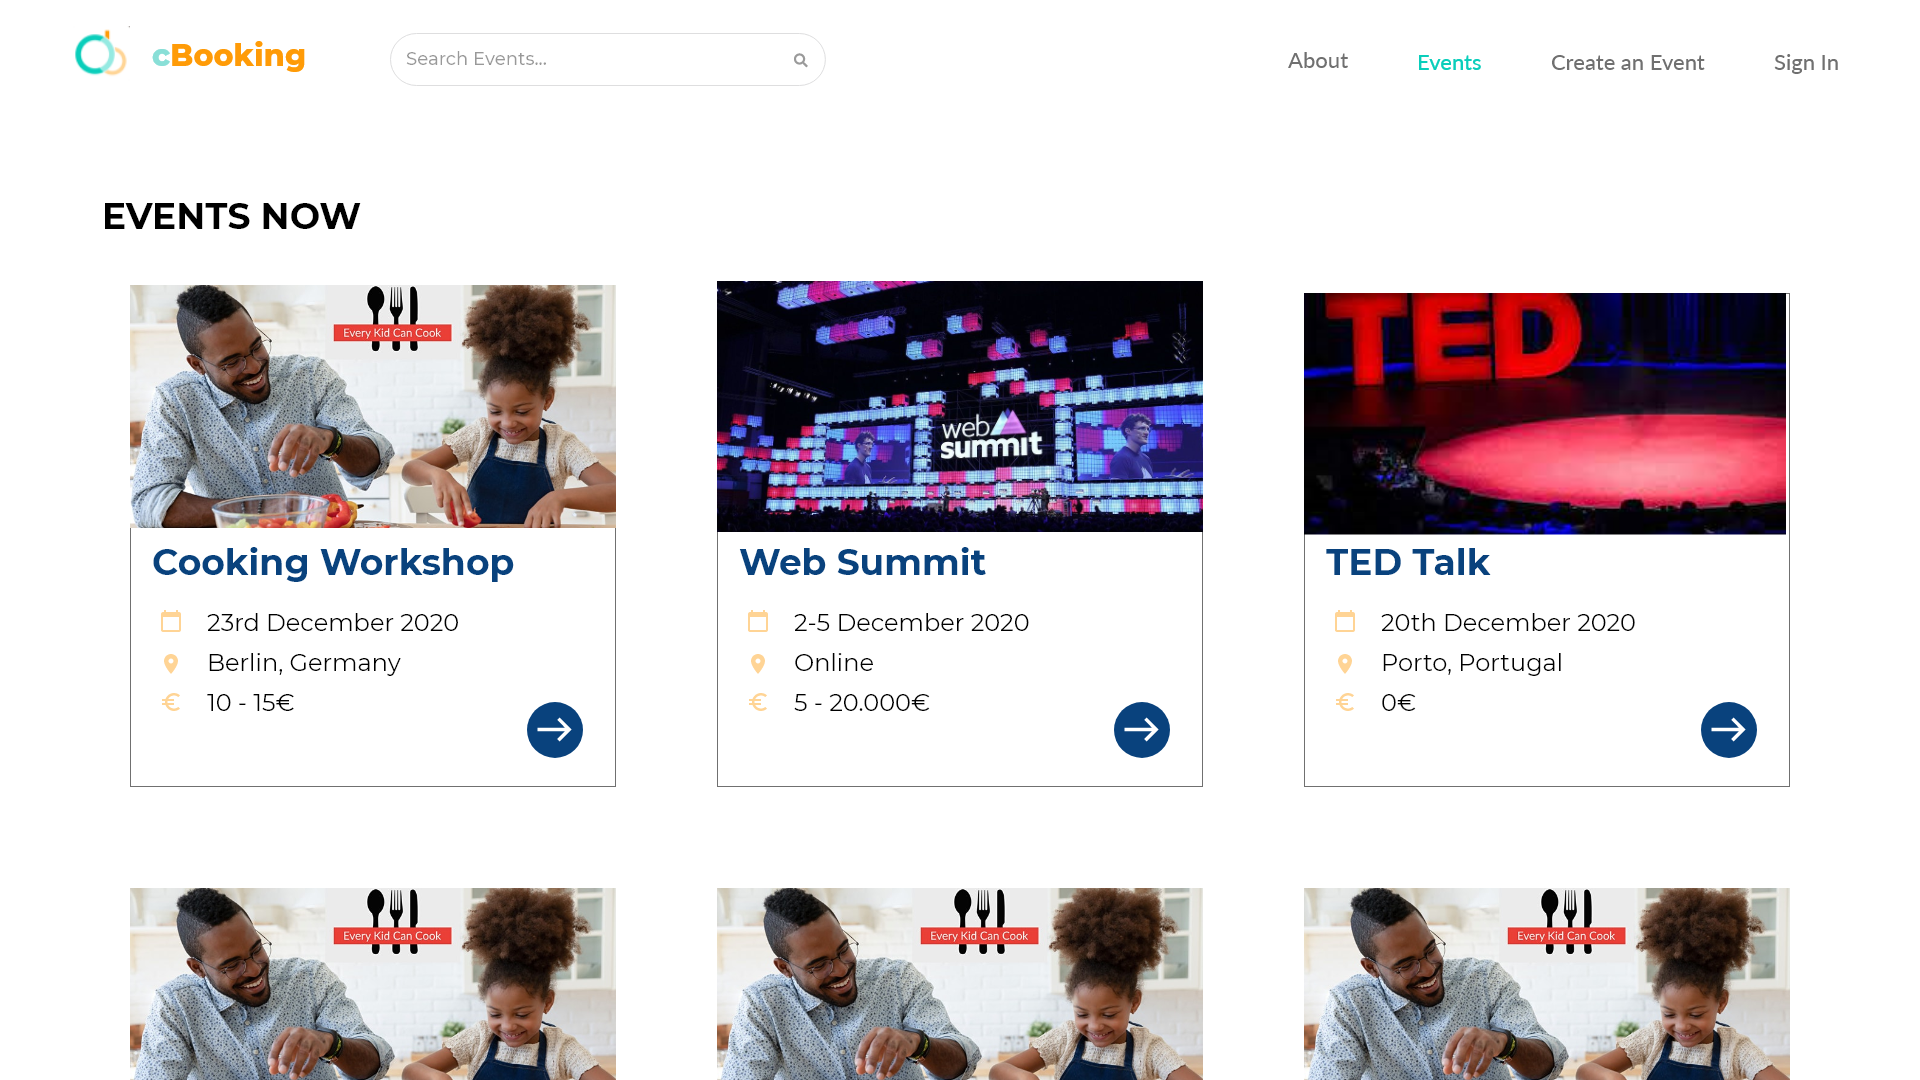 cBooking
Search Events...
About
Events
Create an Event
Sign In
EVENTS NOW
Every Kid Can Cook
web
summit
TED
Cooking Workshop
23rd December 2020
Berlin, Germany
10 - 15€
Web Summit
2-5 December 2020
Online
5 - 20.000€
TED Talk
20th December 2020
Porto, Portugal
0€
Every Kid Can Cook
Every Kid Can Cook
Every Kid Can Cook